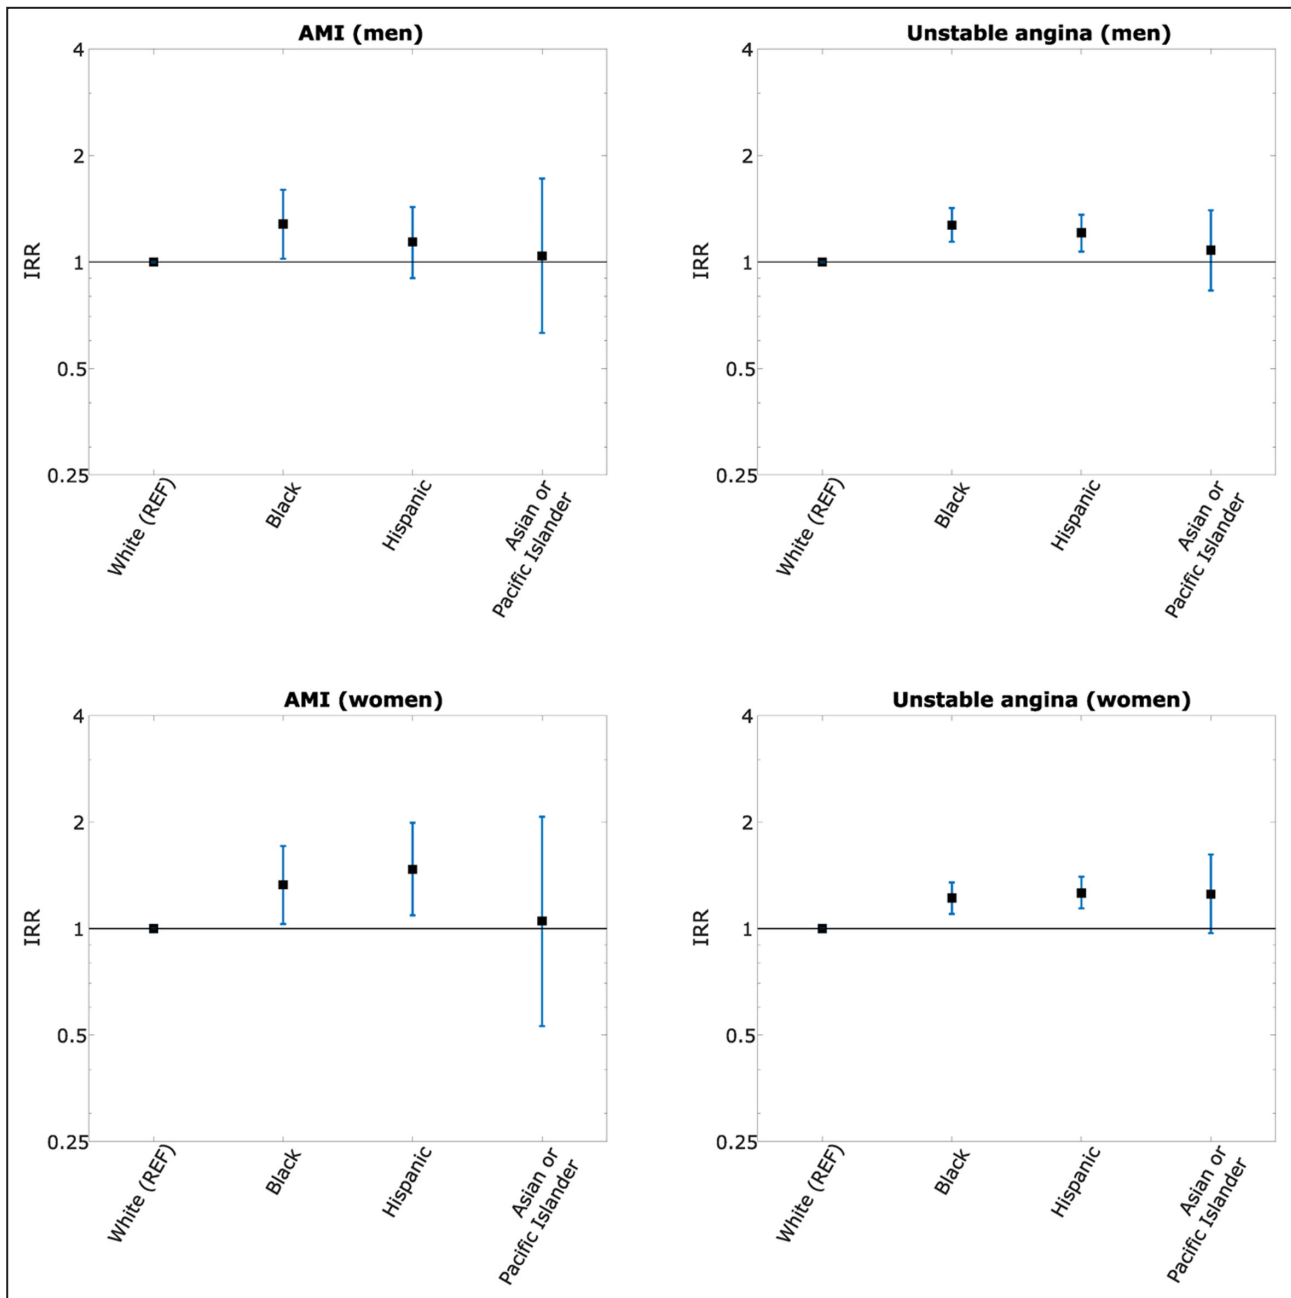 AMI (men)
4
2
1
0.5
0.25
IRR
White (REF)
Black
Hispanic
Asian or
Pacific Islander
Unstable angina (men)
4
2
1
0.5
0.25
IRR
White (REF)
Black
Hispanic
Asian or
Pacific Islander
AMI (women)
4
2
1
0.5
0.25
IRR
White (REF)
Black
Hispanic
Asian or
Pacific Islander
Unstable angina (women)
4
2
1
0.5
0.25
IRR
White (REF)
Black
Hispanic
Asian or
Pacific Islander